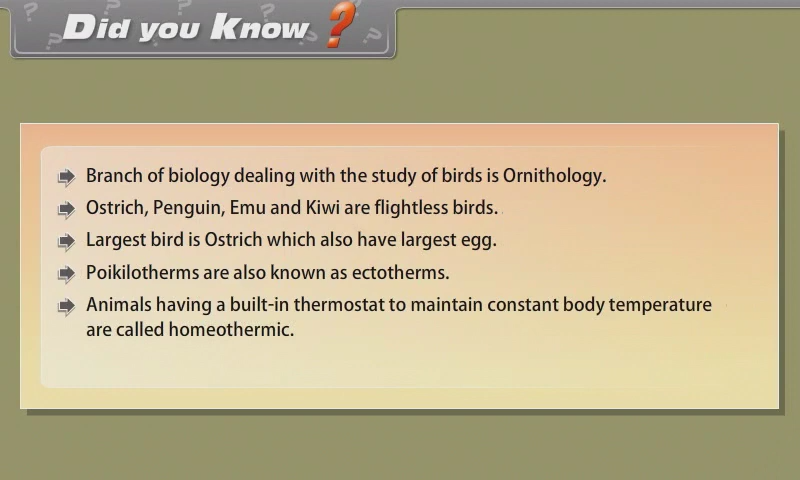 Did you Know ?
Branch of biology dealing with the study of birds is Ornithology.
Ostrich, Penguin, Emu and Kiwi are flightless birds.
Largest bird is Ostrich which also have largest egg.
Poikilotherms are also known as ectotherms.
Animals having a built-in thermostat to maintain constant body temperature
are called homeothermic.